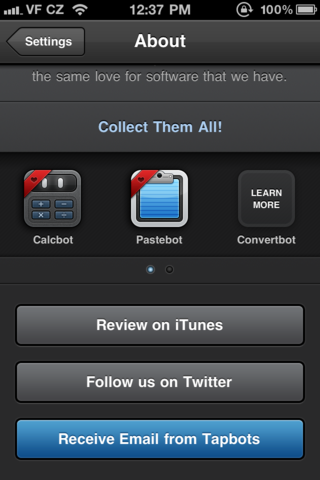 VF CZ 12:37 PM 100%
Settings About
the same love for software that we have.
Collect Them All!
LEARN
MORE
Calcbot Pastebot Convertbot
Review on iTunes
Follow us on Twitter
Receive Email from Tapbots